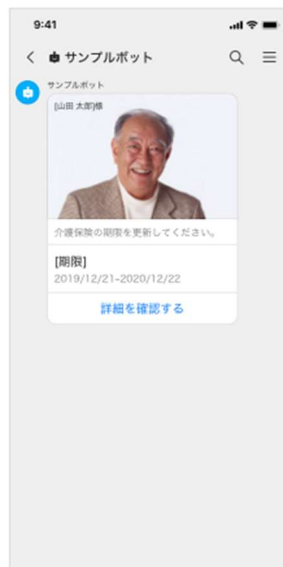 9:41
サンプルボット
サンプルボット
[山田 太郎]様
介護保険の期限を更新してください。
[期限]
2019/12/21-2020/12/22
詳細を確認する